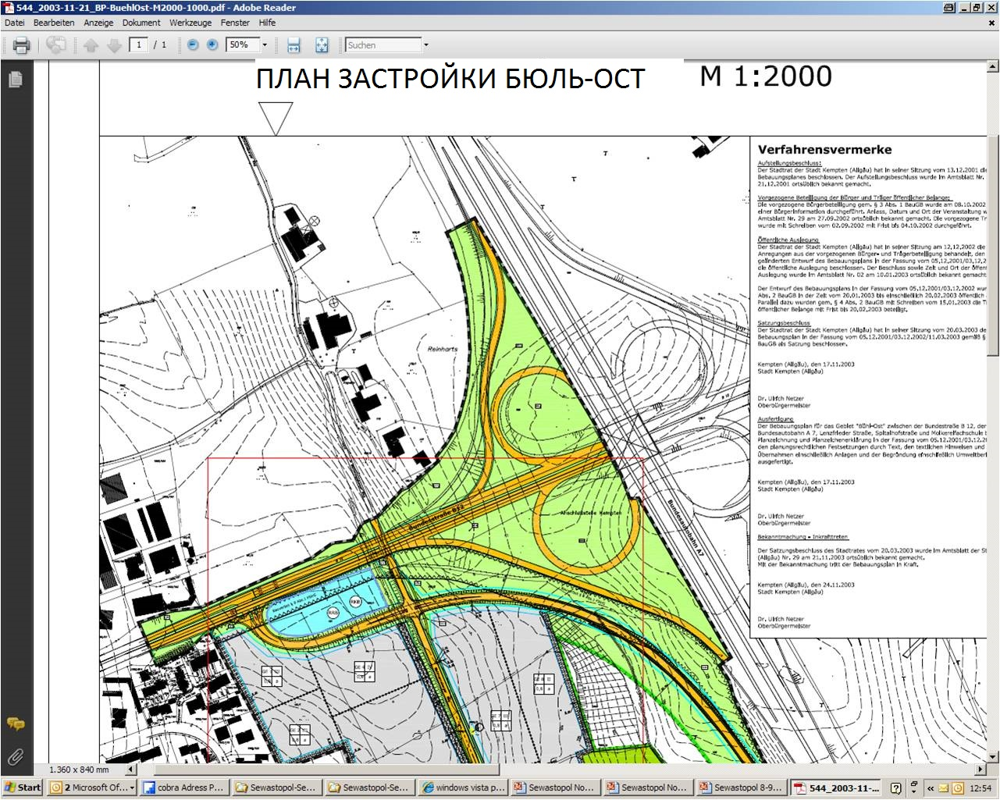 544_2003-11-21_BP-BuehlOst-M2000-1000.pdf - Adobe Reader
Datei Bearbeiten Anzeige Dokument Werkzeuge Fenster Hilfe
1 / 1 50% Suchen
ПЛАН ЗАСТРОЙКИ БЮЛЬ-ОСТ M 1:2000
Verfahrensvermerke
Aufstellungsbeschluss:
Der Stadtrat der Stadt Kempten (Allgäu) hat in seiner Sitzung vom 13.12.2001 die
Bebauungsplanes beschlossen. Der Aufstellungsbeschluss wurde im Amtsblatt Nr.
21.12.2001 ortsüblich bekannt gemacht.
Vorgezogene Beteiligung der Bürger und Träger öffentlicher Belange:
Die vorgezogene Bürgerbeteiligung gem. § 3 Abs. 1 BauGB wurde am 08.10.2002
einer Bürgerinformation durchgeführt. Anlass, Datum und Ort der Veranstaltung w
Amtsblatt Nr. 29 am 27.09.2002 ortsüblich bekannt gemacht. Die vorgezogene Tr
wurde mit Schreiben vom 02.09.2002 mit Frist bis 04.10.2002 durchgeführt.
Öffentliche Auslegung
Der Stadtrat der Stadt Kempten (Allgäu) hat in seiner Sitzung am 12.12.2002 die
Anregungen aus der vorgezogenen Bürger- und Trägerbeteiligung behandelt, den
geänderten Entwurf des Bebauungsplans in der Fassung vom 05.12.2001/03.12.2
die öffentliche Auslegung beschlossen. Der Beschluss sowie Zeit und Ort der öffen
Auslegung wurde im Amtsblatt Nr. 02 am 10.01.2003 ortsüblich bekannt gemacht
Der Entwurf des Bebauungsplans in der Fassung vom 05.12.2001/03.12.2002 wur
Abs. 2 BauGB in der Zeit vom 20.01.2003 bis einschließlich 20.02.2003 öffentlich
Parallel dazu wurden gem. § 4 Abs. 2 BauGB mit Schreiben vom 15.01.2003 die T
öffentlicher Belange mit Frist bis 20.02.2003 beteiligt.
Satzungsbeschluss
Der Stadtrat der Stadt Kempten (Allgäu) hat in seiner Sitzung vom 20.03.2003 de
Bebauungsplan in der Fassung vom 05.12.2001/03.12.2002/11.03.2003 gemäß §
BauGB als Satzung beschlossen.
Kempten (Allgäu), den 17.11.2003
Stadt Kempten (Allgäu)
Dr. Ulrich Netzer
Oberbürgermeister
Ausfertigung
Der Bebauungsplan für das Gebiet "Bühl-Ost" zwischen der Bundesstraße B 12, der
Bundesautobahn A 7, Lenzfrieder Straße, Spitalhofstraße und Molkereifachschule
Planzeichnung und Planzeichenerklärung in der Fassung vom 05.12.2001/03.12.20
den planungsrechtlichen Festsetzungen durch Text, den textlichen Hinweisen und
Übernahmen einschließlich Anlagen und der Begründung einschließlich Umweltber
ausgefertigt.
Kempten (Allgäu), den 17.11.2003
Stadt Kempten (Allgäu)
Dr. Ulrich Netzer
Oberbürgermeister
Bekanntmachung - Inkrafttreten
Der Satzungsbeschluss des Stadtrates vom 20.03.2003 wurde im Amtsblatt der St
(Allgäu) Nr. 29 am 21.11.2003 ortsüblich bekannt gemacht.
Mit der Bekanntmachung tritt der Bebauungsplan in Kraft.
Kempten (Allgäu), den 24.11.2003
Stadt Kempten (Allgäu)
Dr. Ulrich Netzer
Oberbürgermeister
Reinharts
Anschlußstelle Kempten
Bundesstraße B12
Bundesautobahn A7
1.360 x 840 mm
Start 2 Microsoft Of... cobra Adress P... Sewastopol-Se... Sewastopol-Se... windows vista p... Sewastopol No... Sewastopol No... Sewastopol 8-9... 544_2003-11-... 12:54